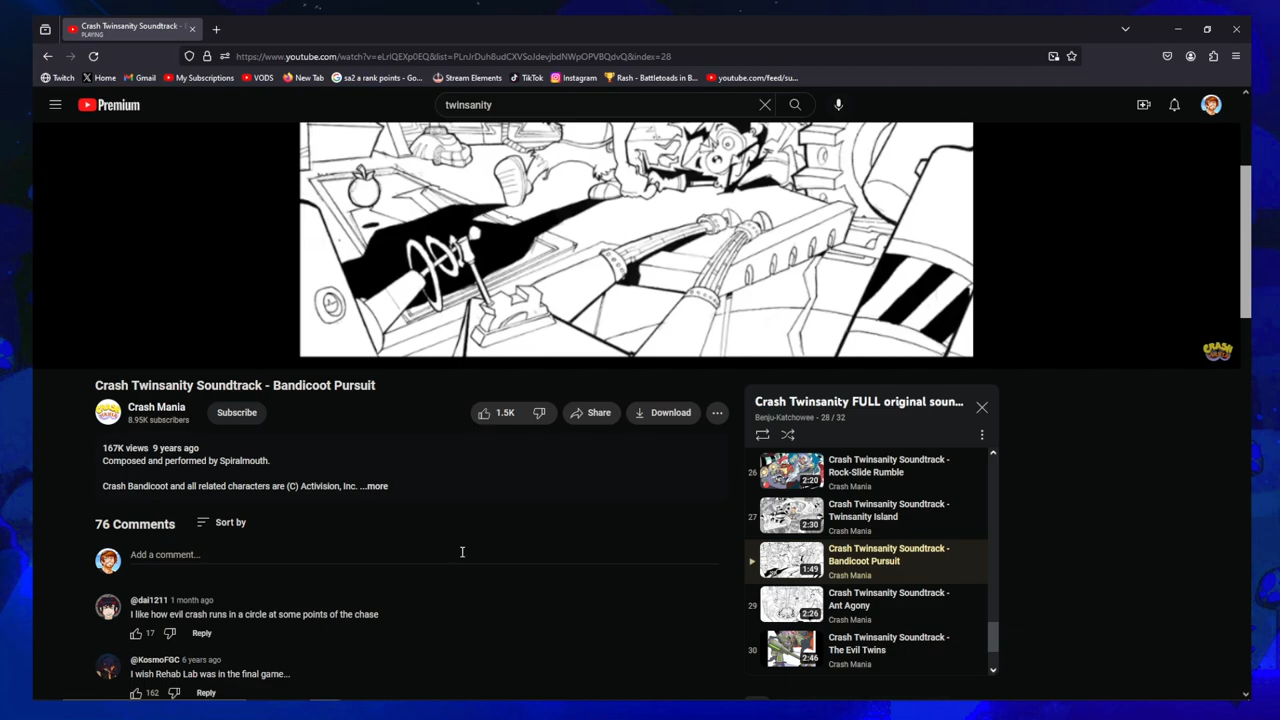 Crash Twinsanity Soundtrack - B
PLAYING
https://www.youtube.com/watch?v=eLrIQEXp0EQ&list=PLnJrDuh8udCXVSoJdevjbdNWpOPVBQdvQ&index=28
Twitch
Home
Gmail
My Subscriptions
VODS
New Tab
sa2 a rank points - Go...
Stream Elements
TikTok
Instagram
Rash - Battletoads in B...
youtube.com/feed/su...
Premium
twinsanity
CRASH
MANIA
Crash Twinsanity Soundtrack - Bandicoot Pursuit
Crash Mania
8.95K subscribers
Subscribe
1.5K
Share
Download
167K views 9 years ago
Composed and performed by Spiralmouth.
Crash Bandicoot and all related characters are (C) Activision, Inc. ...more
76 Comments
Sort by
Add a comment...
@dai1211 1 month ago
I like how evil crash runs in a circle at some points of the chase
17
Reply
@KosmoFGC 6 years ago
I wish Rehab Lab was in the final game...
162
Reply
Crash Twinsanity FULL original soun...
Benju-Katchowee - 28 / 32
26
2:20
Crash Twinsanity Soundtrack -
Rock-Slide Rumble
Crash Mania
27
2:30
Crash Twinsanity Soundtrack -
Twinsanity Island
Crash Mania
1:49
Crash Twinsanity Soundtrack -
Bandicoot Pursuit
Crash Mania
29
2:26
Crash Twinsanity Soundtrack -
Ant Agony
Crash Mania
30
2:46
Crash Twinsanity Soundtrack -
The Evil Twins
Crash Mania